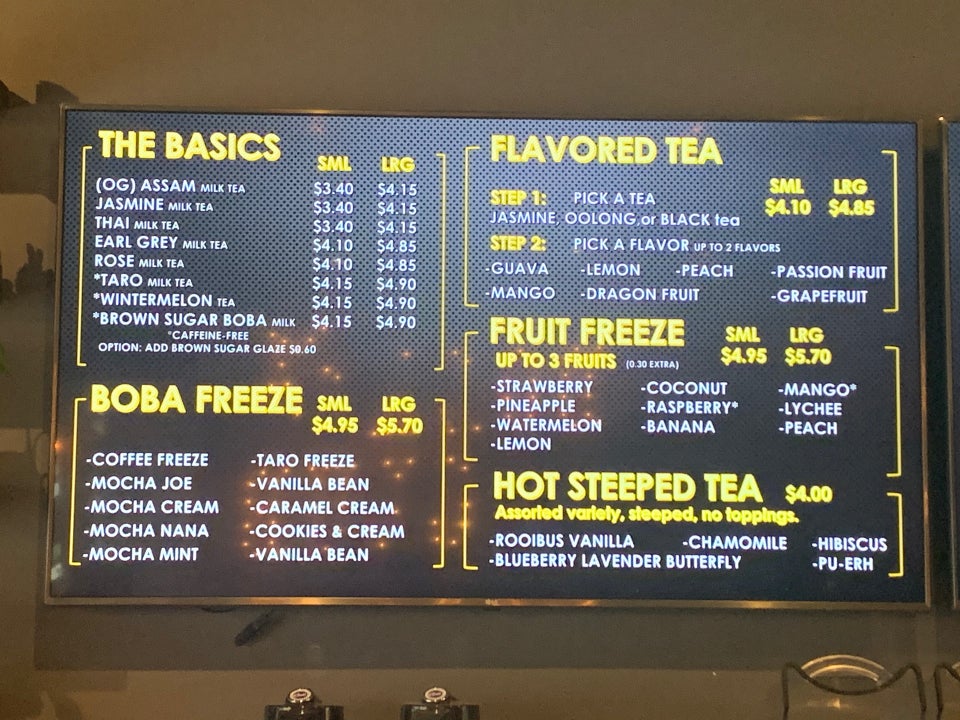 THE BASICS
SML LRG
(OG) ASSAM MILK TEA $3.40 $4.15
JASMINE MILK TEA $3.40 $4.15
THAI MILK TEA $3.40 $4.15
EARL GREY MILK TEA $4.10 $4.85
ROSE MILK TEA $4.10 $4.85
*TARO MILK TEA $4.15 $4.90
*WINTERMELON TEA $4.15 $4.90
*BROWN SUGAR BOBA MILK $4.15 $4.90
*CAFFEINE-FREE
OPTION: ADD BROWN SUGAR GLAZE $0.60
BOBA FREEZE SML LRG
$4.95 $5.70
-COFFEE FREEZE -TARO FREEZE
-MOCHA JOE -VANILLA BEAN
-MOCHA CREAM -CARAMEL CREAM
-MOCHA NANA -COOKIES & CREAM
-MOCHA MINT -VANILLA BEAN
FLAVORED TEA
SML LRG
STEP 1: PICK A TEA $4.10 $4.85
JASMINE, OOLONG,or BLACK tea
STEP 2: PICK A FLAVOR UP TO 2 FLAVORS
-GUAVA -LEMON -PEACH -PASSION FRUIT
-MANGO -DRAGON FRUIT -GRAPEFRUIT
FRUIT FREEZE SML LRG
UP TO 3 FRUITS (0.30 EXTRA) $4.95 $5.70
-STRAWBERRY -COCONUT -MANGO*
-PINEAPPLE -RASPBERRY* -LYCHEE
-WATERMELON -BANANA -PEACH
-LEMON
HOT STEEPED TEA $4.00
Assorted variety, steeped, no toppings.
-ROOIBUS VANILLA -CHAMOMILE -HIBISCUS
-BLUEBERRY LAVENDER BUTTERFLY -PU-ERH